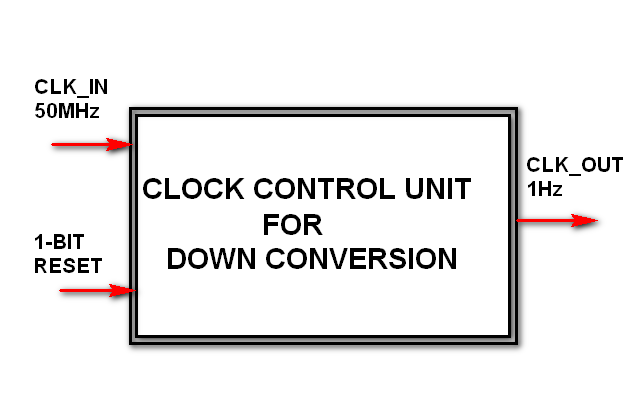 CLK_IN
50MHz
CLOCK CONTROL UNIT
FOR
DOWN CONVERSION
CLK_OUT
1Hz
1-BIT
RESET